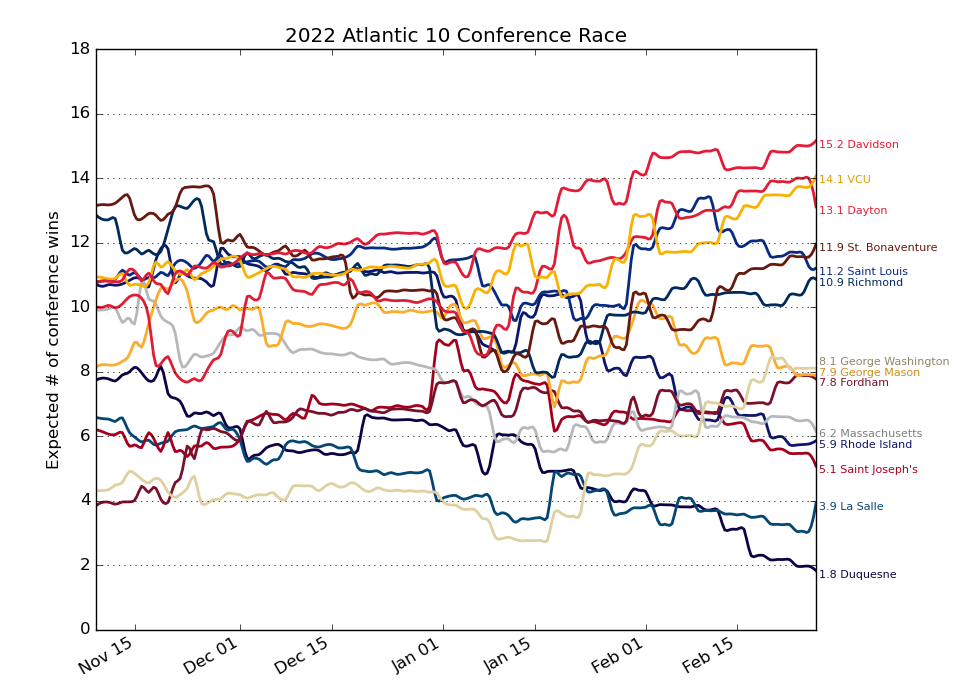 2022 Atlantic 10 Conference Race
Expected # of conference wins
18
16
14
12
10
8
6
4
2
0
Nov 15
Dec 01
Dec 15
Jan 01
Jan 15
Feb 01
Feb 15
15.2 Davidson
14.1 VCU
13.1 Dayton
11.9 St. Bonaventure
11.2 Saint Louis
10.9 Richmond
8.1 George Washington
7.9 George Mason
7.8 Fordham
6.2 Massachusetts
5.9 Rhode Island
5.1 Saint Joseph's
3.9 La Salle
1.8 Duquesne